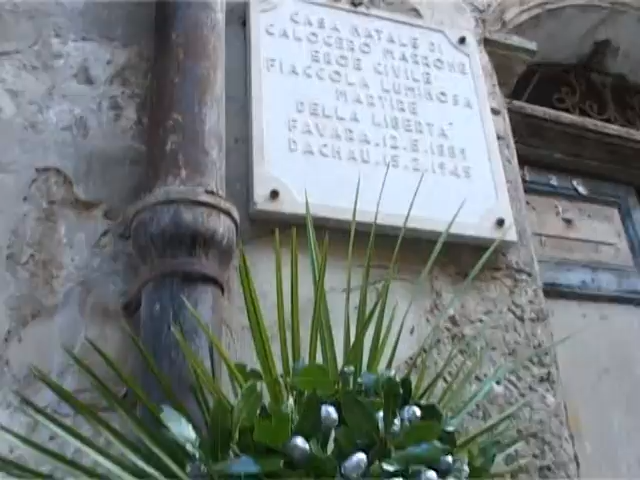 CASA NATALE DI
CALOGERO MARRONE
EROE CIVILE
FIACCOLA LUMINOSA
MARTIRE
DELLA LIBERTA'
FAVARA.12.5.1889
DACHAU.15.2.1945